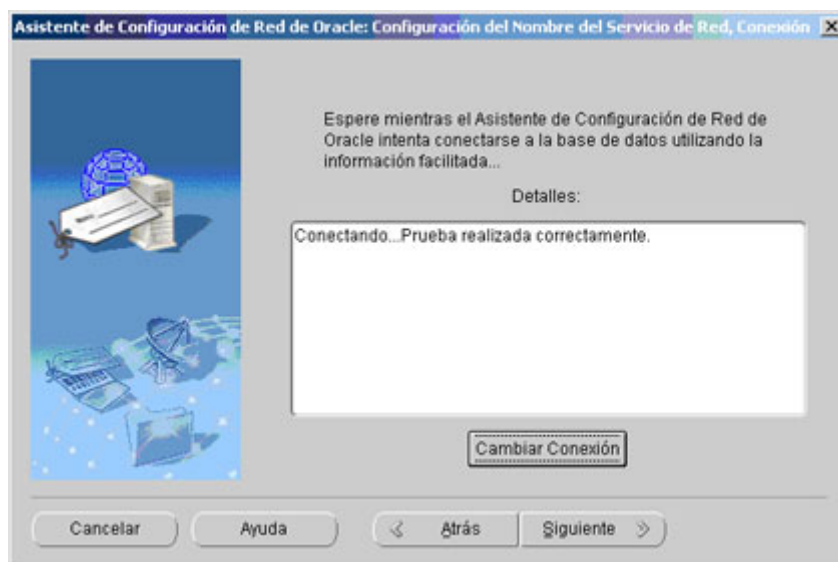 Asistente de Configuración de Red de Oracle: Configuración del Nombre del Servicio de Red, Conexión
Espere mientras el Asistente de Configuración de Red de
Oracle intenta conectarse a la base de datos utilizando la
información facilitada...
Detalles:
Conectando...Prueba realizada correctamente.
Cambiar Conexión
Cancelar
Ayuda
Atrás
Siguiente